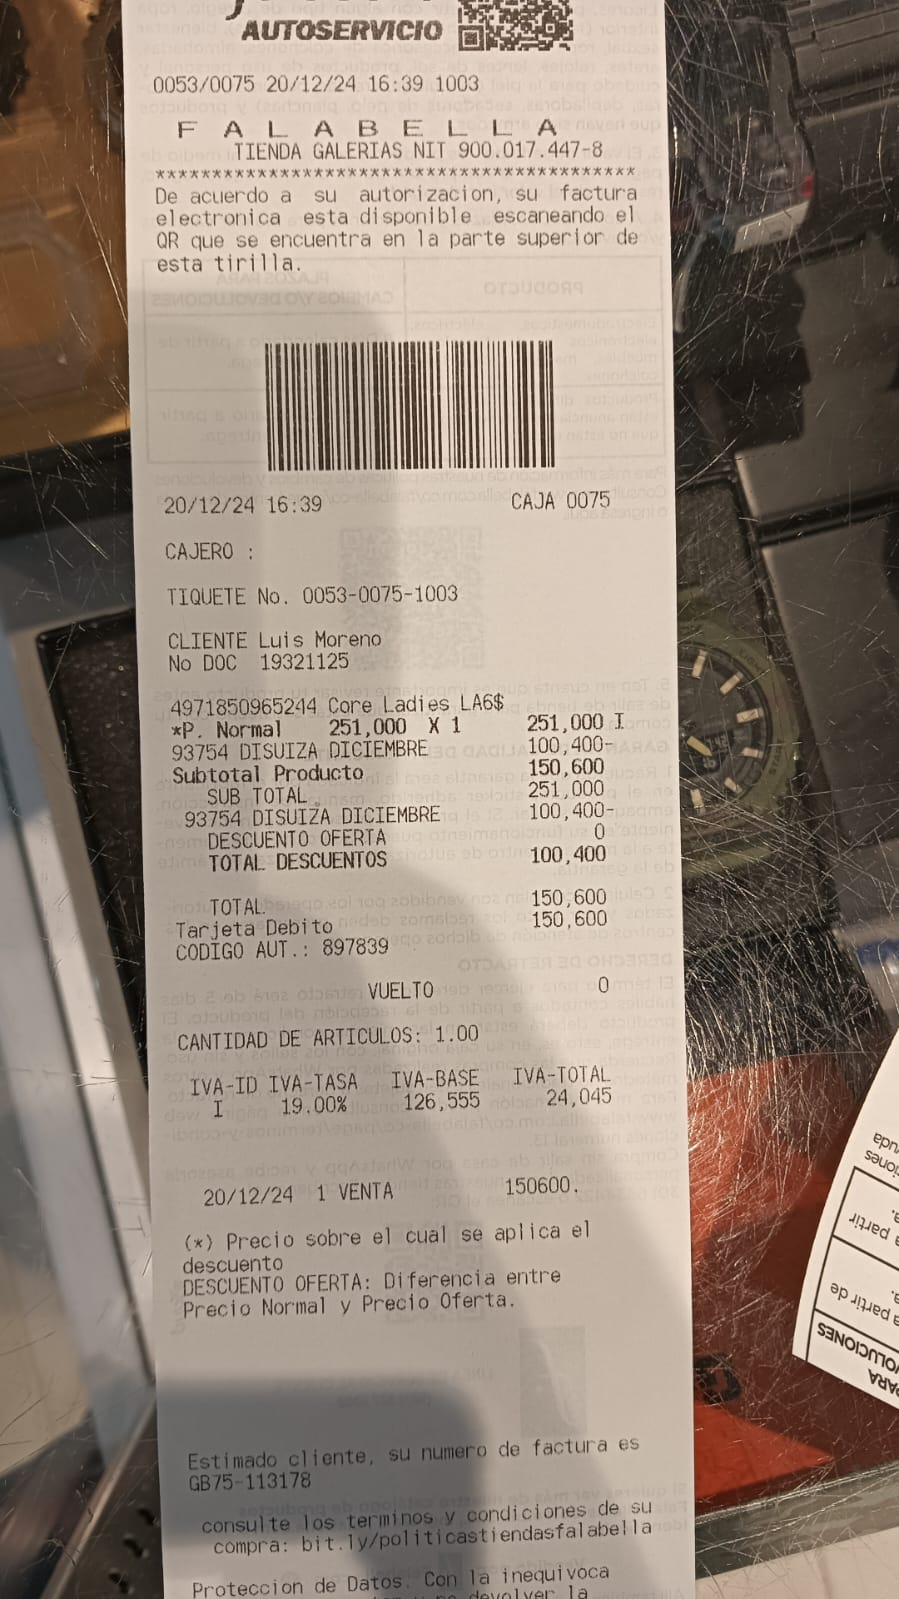 AUTOSERVICIO
0053/0075 20/12/24 16:39 1003
F A L A B E L L A
TIENDA GALERIAS NIT 900.017.447-8
******************************************
De acuerdo a su autorizacion, su factura
electronica esta disponible escaneando el
QR que se encuentra en la parte superior de
esta tirilla.
20/12/24 16:39 CAJA 0075
CAJERO :
TIQUETE No. 0053-0075-1003
CLIENTE Luis Moreno
No DOC 19321125
4971850965244 Core Ladies LA6$
*P. Normal 251,000 X 1 251,000 I
93754 DISUIZA DICIEMBRE 100,400-
Subtotal Producto 150,600
SUB TOTAL 251,000
93754 DISUIZA DICIEMBRE 100,400-
DESCUENTO OFERTA 0
TOTAL DESCUENTOS 100,400
TOTAL 150,600
Tarjeta Debito 150,600
CODIGO AUT.: 897839
VUELTO 0
CANTIDAD DE ARTICULOS: 1.00
IVA-ID IVA-TASA IVA-BASE IVA-TOTAL
I 19.00% 126,555 24,045
20/12/24 1 VENTA 150600.
(*) Precio sobre el cual se aplica el
descuento
DESCUENTO OFERTA: Diferencia entre
Precio Normal y Precio Oferta.
Estimado cliente, su numero de factura es
GB75-113178
consulte los terminos y condiciones de su
compra: bit.ly/politicastiendasfalabella
Proteccion de Datos. Con la inequivoca
devolver la